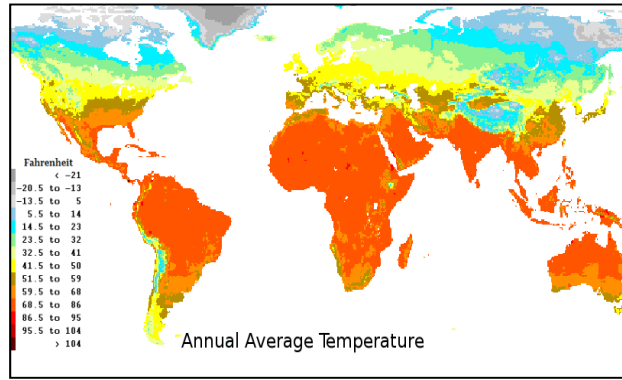 Fahrenheit
< -21
-20.5 to -13
-13.5 to 5
5.5 to 14
14.5 to 23
23.5 to 32
32.5 to 41
41.5 to 50
51.5 to 59
59.5 to 68
68.5 to 86
86.5 to 95
95.5 to 104
> 104
Annual Average Temperature